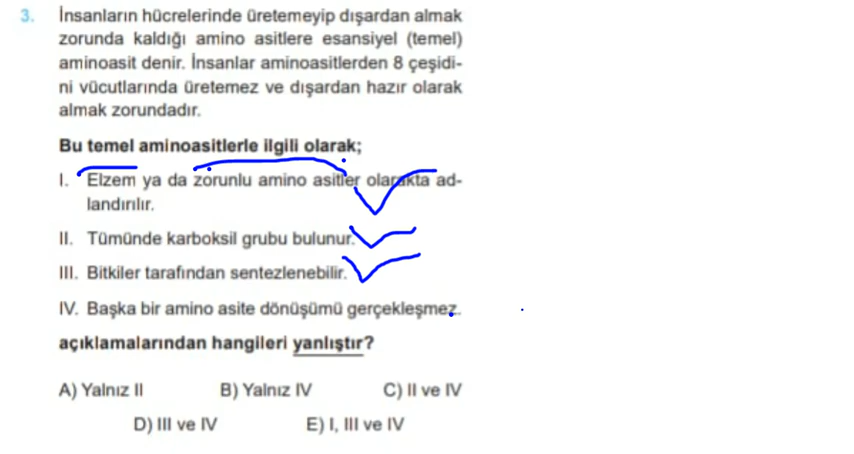 3. İnsanların hücrelerinde üretemeyip dışardan almak
zorunda kaldığı amino asitlere esansiyel (temel)
aminoasit denir. İnsanlar aminoasitlerden 8 çeşidi-
ni vücutlarında üretemez ve dışardan hazır olarak
almak zorundadır.
Bu temel aminoasitlerle ilgili olarak;
I. Elzem ya da zorunlu amino asitler olarakta ad-
landırılır.
II. Tümünde karboksil grubu bulunur.
III. Bitkiler tarafından sentezlenebilir.
IV. Başka bir amino asite dönüşümü gerçekleşmez.
açıklamalarından hangileri yanlıştır?
A) Yalnız II B) Yalnız IV C) II ve IV
D) III ve IV E) I, III ve IV